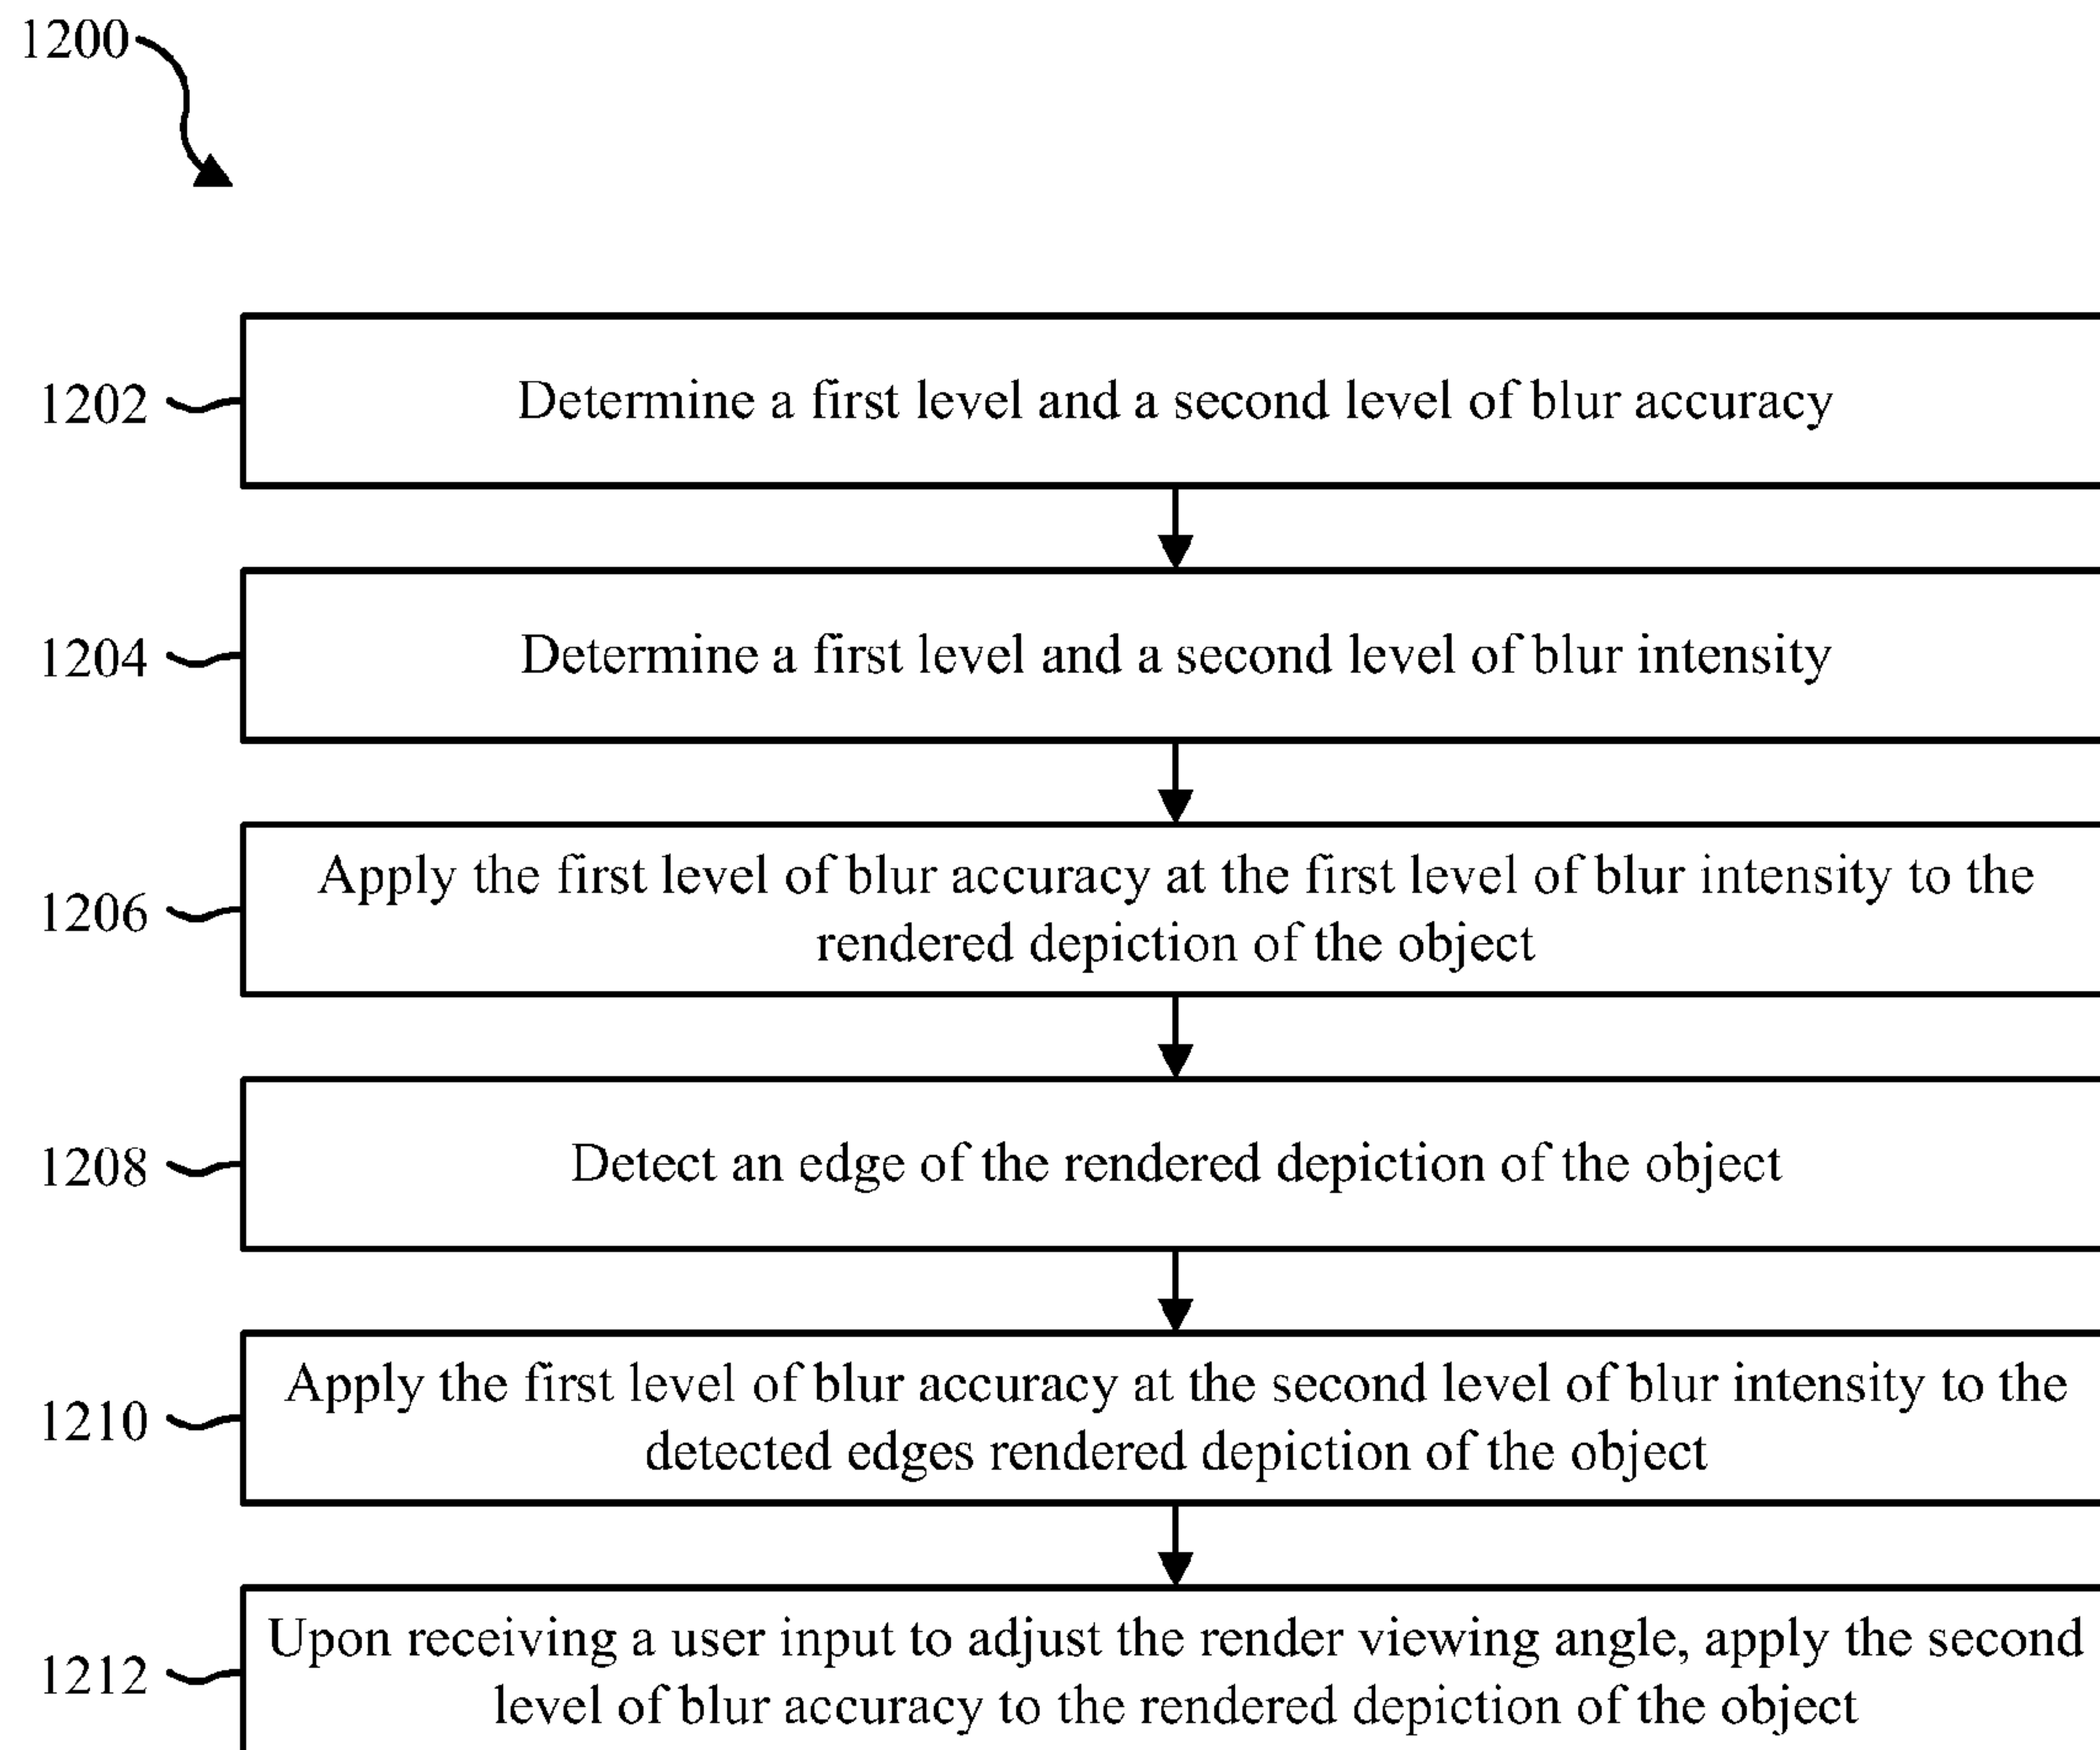 1200
1202
Determine a first level and a second level of blur accuracy
1204
Determine a first level and a second level of blur intensity
1206
Apply the first level of blur accuracy at the first level of blur intensity to the
rendered depiction of the object
1208
Detect an edge of the rendered depiction of the object
1210
Apply the first level of blur accuracy at the second level of blur intensity to the
detected edges rendered depiction of the object
1212
Upon receiving a user input to adjust the render viewing angle, apply the second
level of blur accuracy to the rendered depiction of the object